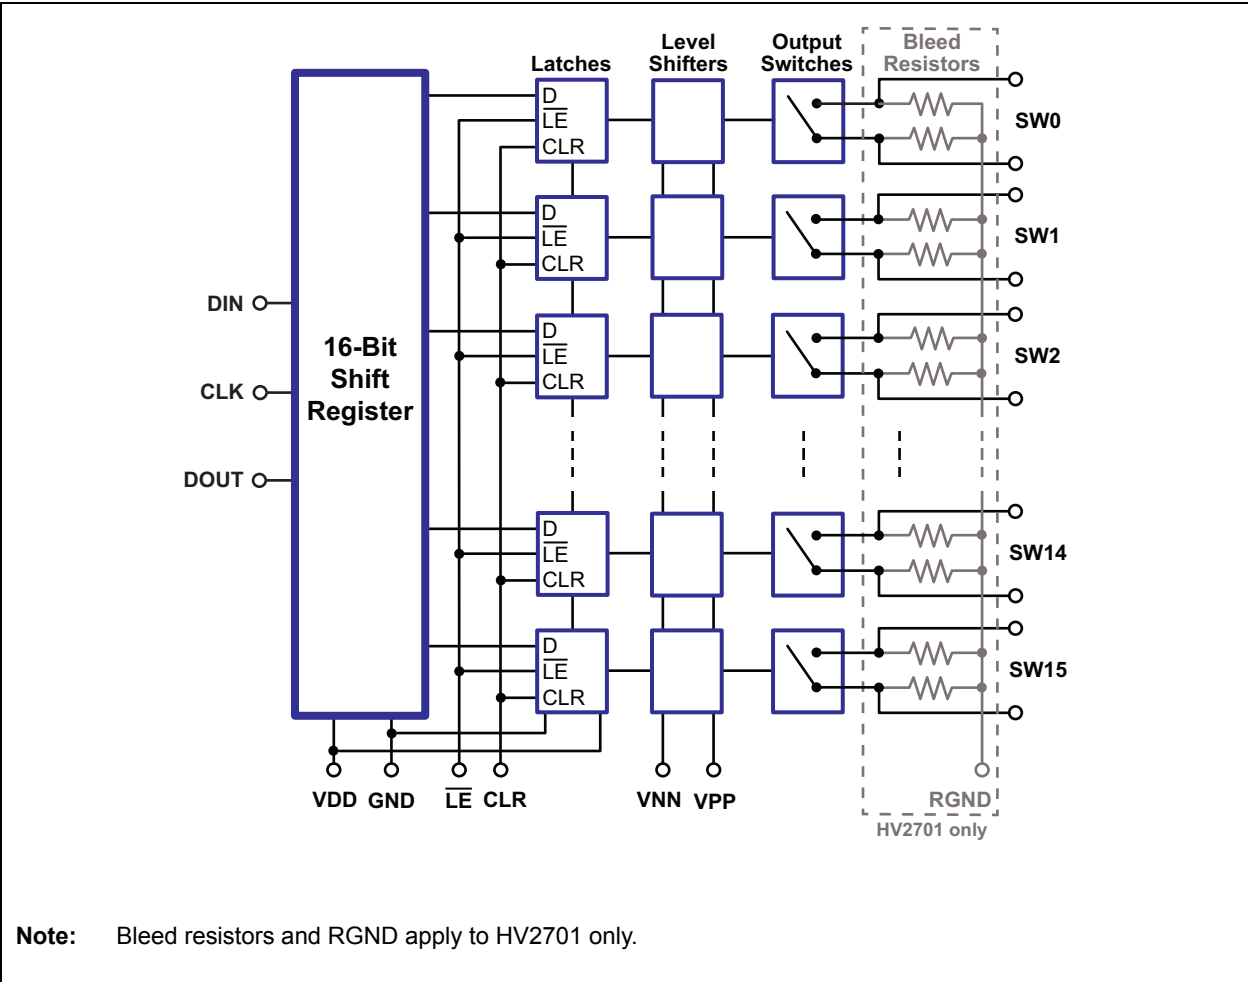 Latches
Level
Shifters
Output
Switches
Bleed
Resistors
D
LE
CLR
SW0
D
LE
CLR
SW1
DIN
CLK
DOUT
16-Bit
Shift
Register
D
LE
CLR
SW2
D
LE
CLR
SW14
D
LE
CLR
SW15
VDD GND LE CLR VNN VPP RGND
HV2701 only
Note: Bleed resistors and RGND apply to HV2701 only.